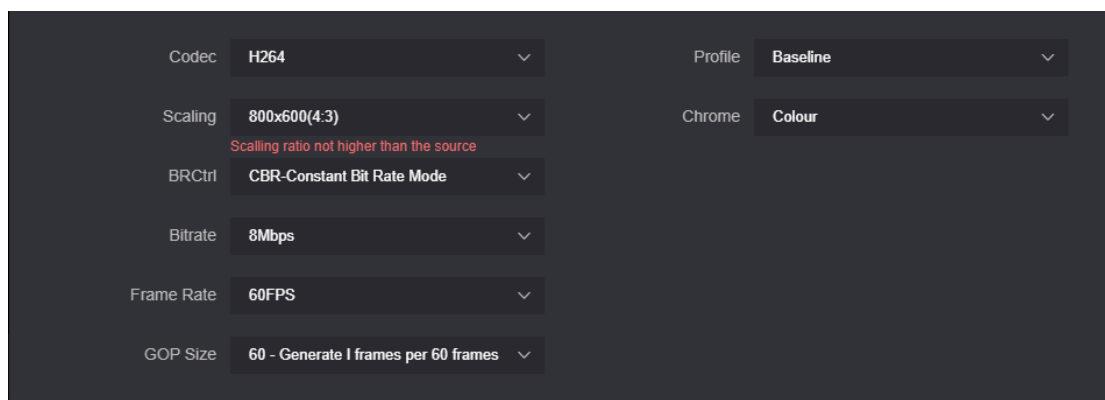 Codec H264 Profile Baseline
Scaling 800x600(4:3) Chrome Colour
Scalling ratio not higher than the source
BRCtrl CBR-Constant Bit Rate Mode
Bitrate 8Mbps
Frame Rate 60FPS
GOP Size 60 - Generate I frames per 60 frames